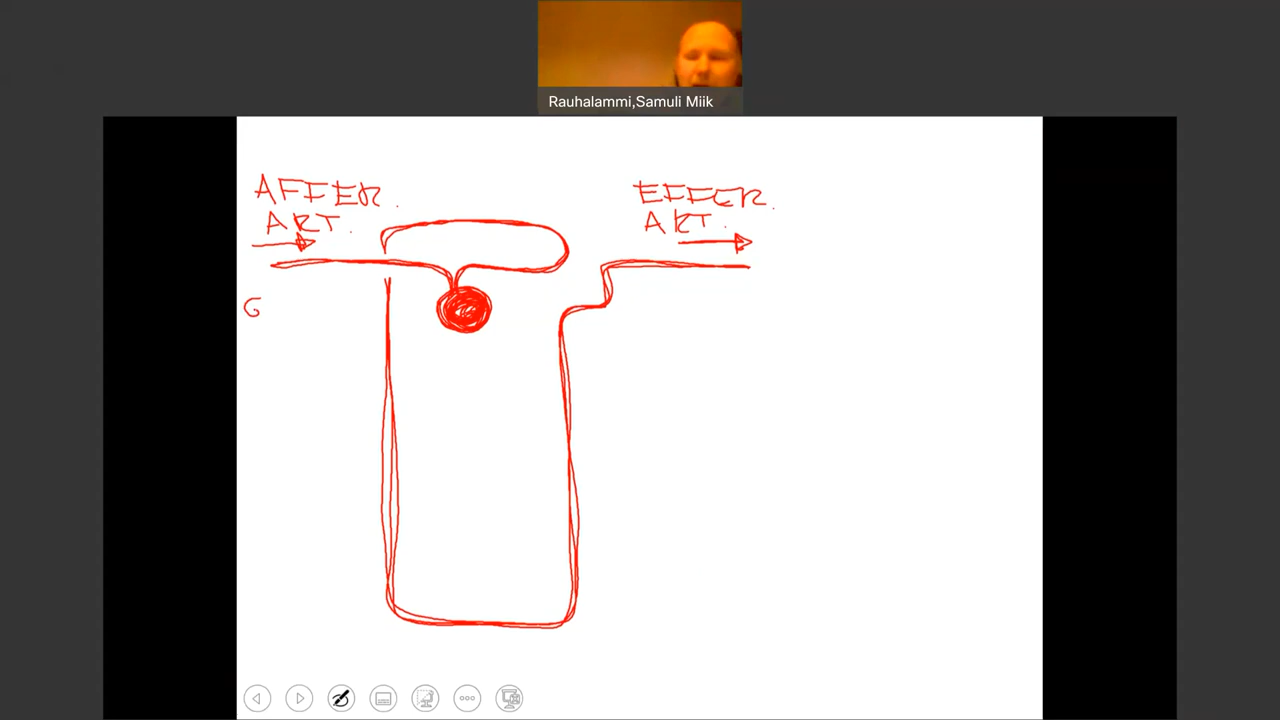 Rauhalammi,Samuli Miik
AFFER.
ART.
EFFER.
ART.
G